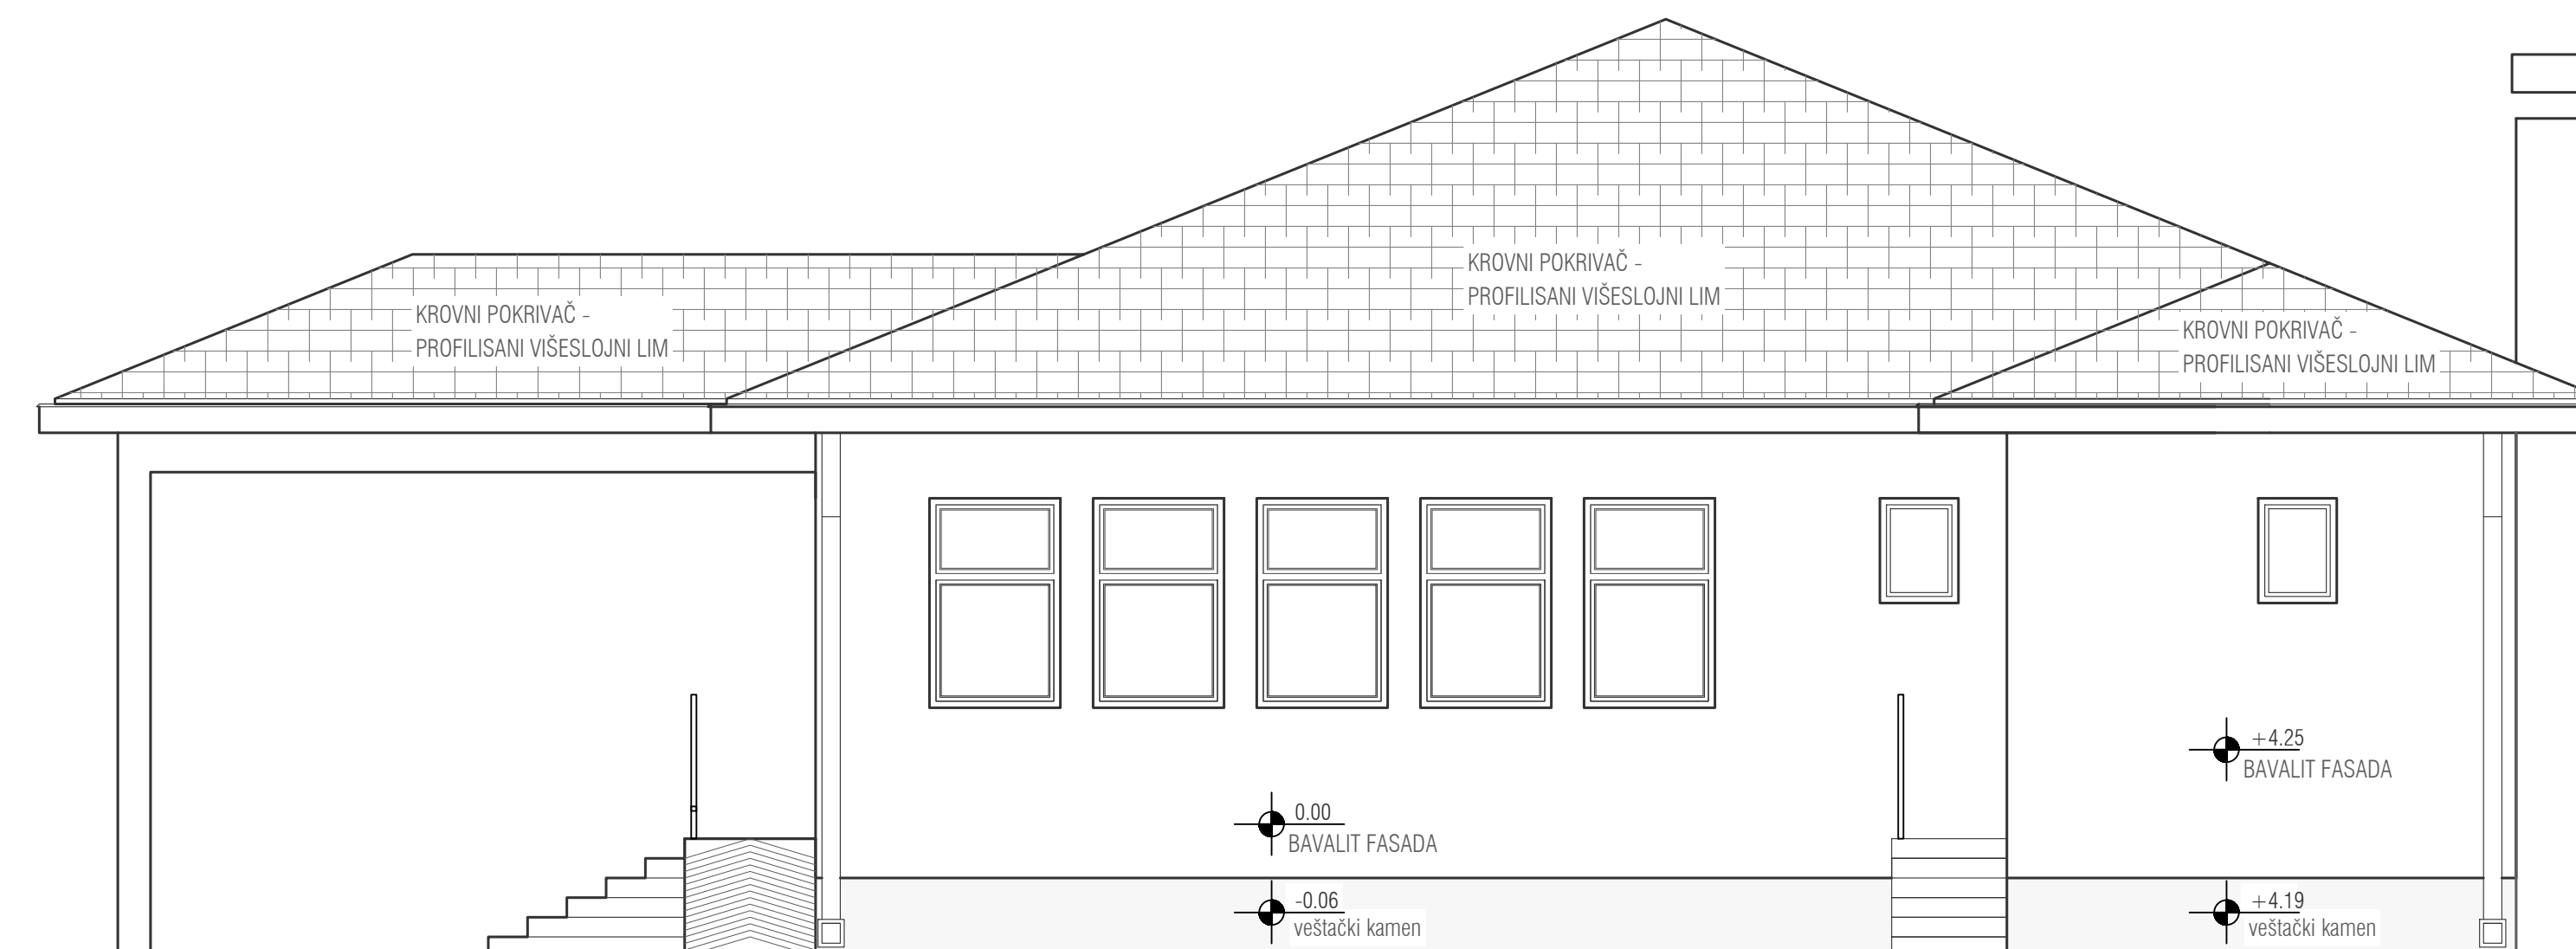 KROVNI POKRIVAČ -
PROFILISANI VIŠESLOJNI LIM
KROVNI POKRIVAČ -
PROFILISANI VIŠESLOJNI LIM
KROVNI POKRIVAČ -
PROFILISANI VIŠESLOJNI LIM
+4.25
BAVALIT FASADA
0.00
BAVALIT FASADA
-0.06
veštački kamen
+4.19
veštački kamen